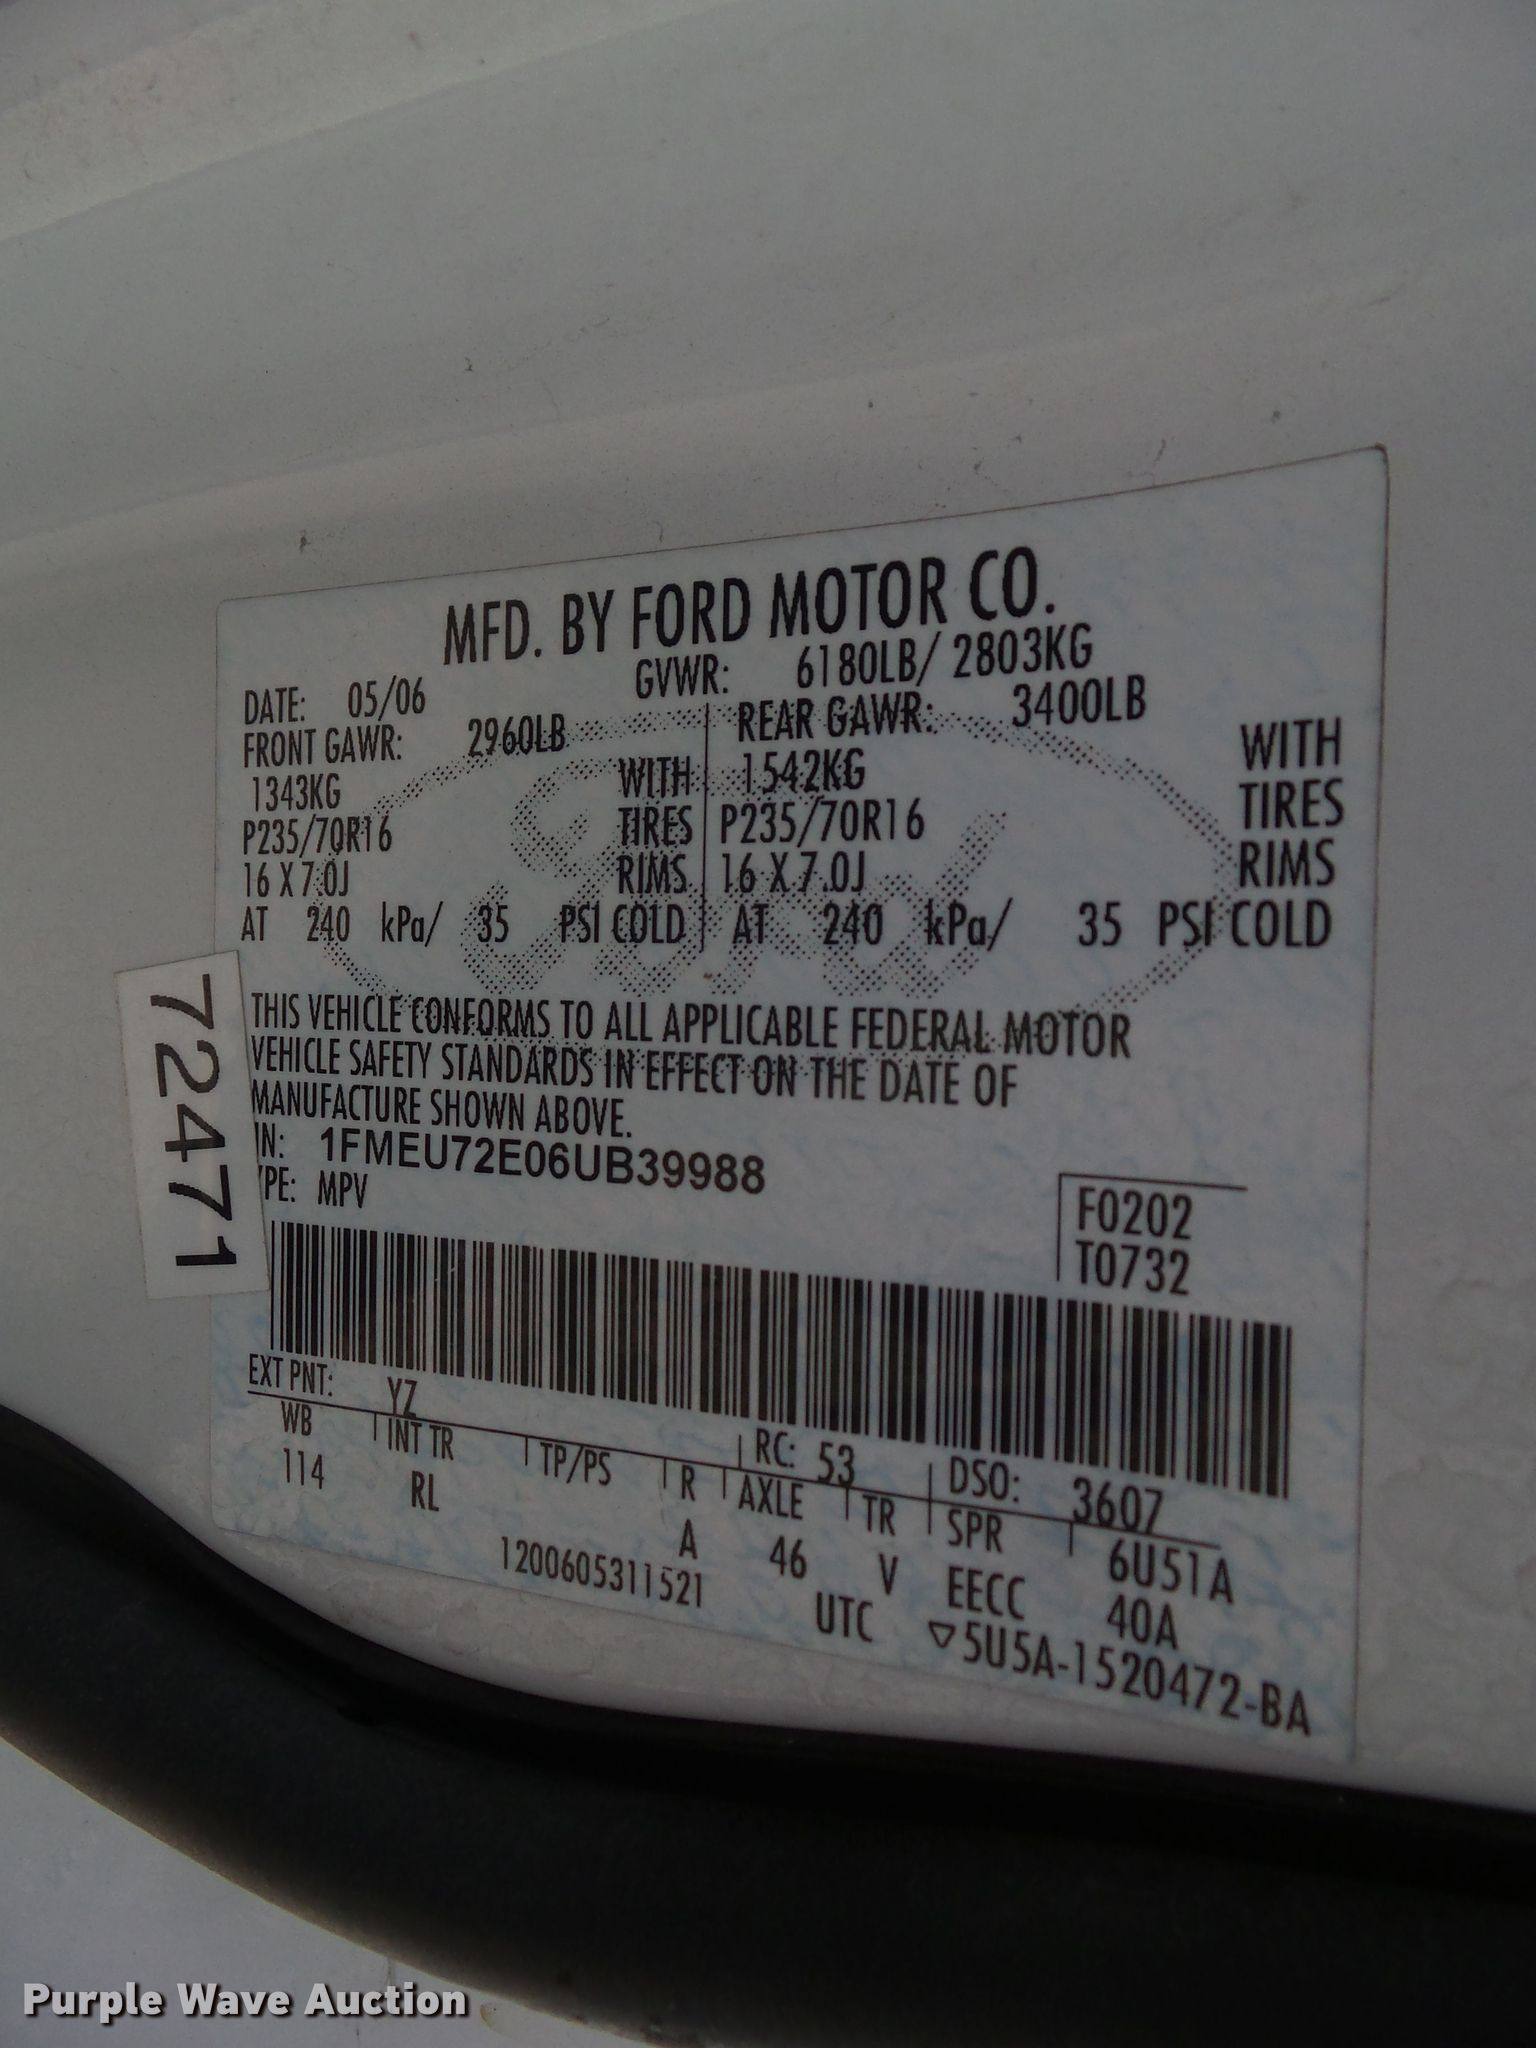 MFD. BY FORD MOTOR CO.
DATE: 05/06 GVWR: 6180LB/ 2803KG
FRONT GAWR: 2960LB REAR GAWR: 3400LB
1343KG WITH 1542KG WITH
P235/70R16 TIRES P235/70R16 TIRES
16 X 7.0J RIMS 16 X 7.0J RIMS
AT 240 kPa/ 35 PSI COLD AT 240 kPa/ 35 PSI COLD
THIS VEHICLE CONFORMS TO ALL APPLICABLE FEDERAL MOTOR
VEHICLE SAFETY STANDARDS IN EFFECT ON THE DATE OF
MANUFACTURE SHOWN ABOVE.
IN: 1FMEU72E06UB39988
YPE: MPV
F0202
T0732
72471
Ford
EXT PNT: YZ RC: 53 DSO: 3607
WB INT TR TP/PS R AXLE TR SPR 6U51A
114 RL A 46 V EECC 40A
1200605311521 UTC ▽5U5A-1520472-BA
Purple Wave Auction